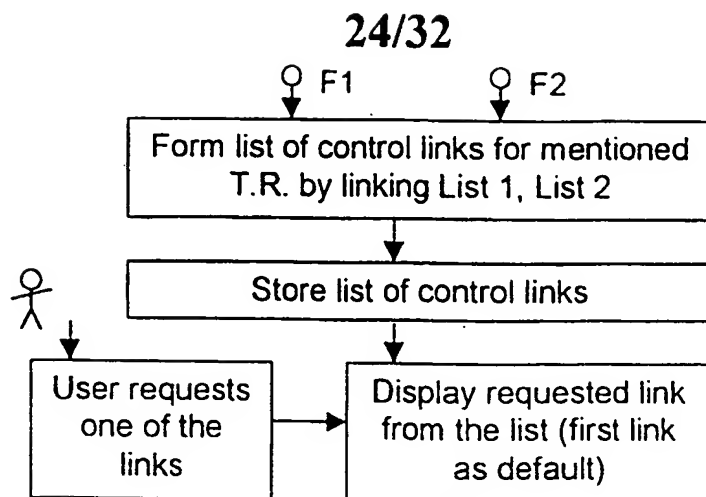 24/32
F1
F2
Form list of control links for mentioned
T.R. by linking List 1, List 2
Store list of control links
User requests
one of the
links
Display requested link
from the list (first link
as default)